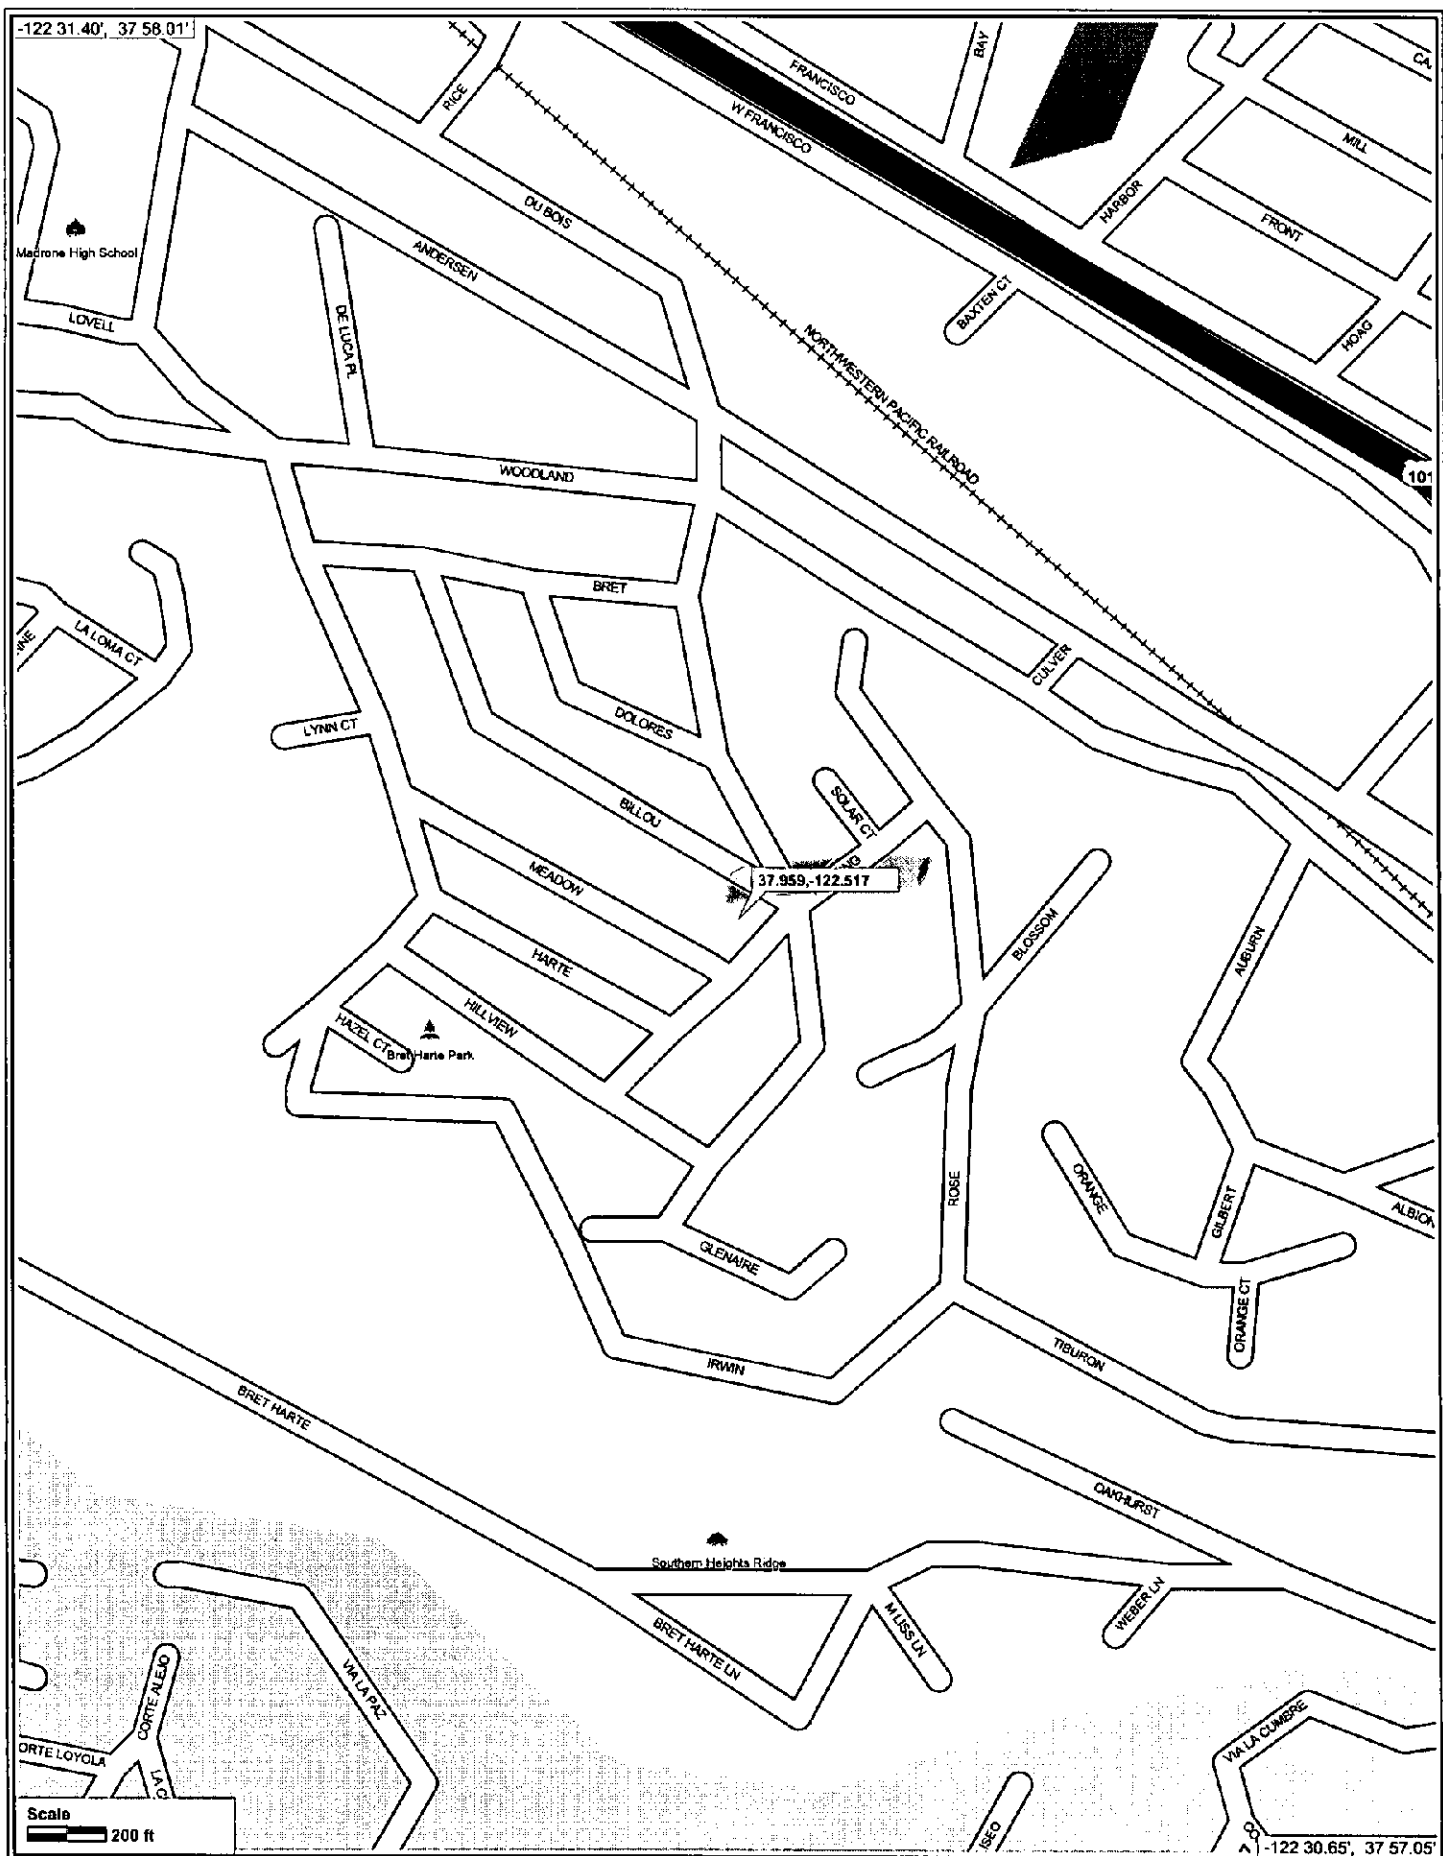 -122 31.40', 37 58.01'
BAY
FRANCISCO
RICE
W FRANCISCO
MILL
HARBOR
DU BOIS
FRONT
Madrone High School
ANDERSEN
BAXTEN CT
LOVELL
DE LUCA PL
HOAG
NORTHWESTERN PACIFIC RAILROAD
WOODLAND
101
BRET
LA LOMA CT
CULVER
DOLORES
LYNN CT
BILLOU
SOLAR CT
MEADOW
37.959,-122.517
BLOSSOM
AUBURN
HARTE
HILLVIEW
HAZEL CT
Bret Harte Park
ROSE
ORANGE
GILBERT
ALBION
GLENAIRE
ORANGE CT
IRWIN
TIBURON
BRET HARTE
OAKHURST
Southern Heights Ridge
WEBER LN
M LISS LN
BRET HARTE LN
CORTE ALEJO
VIA LA PAZ
VIA LA CUMBRE
ORTE LOYOLA
LA C
ISEO
Scale
200 ft
-122 30.65', 37 57.05'